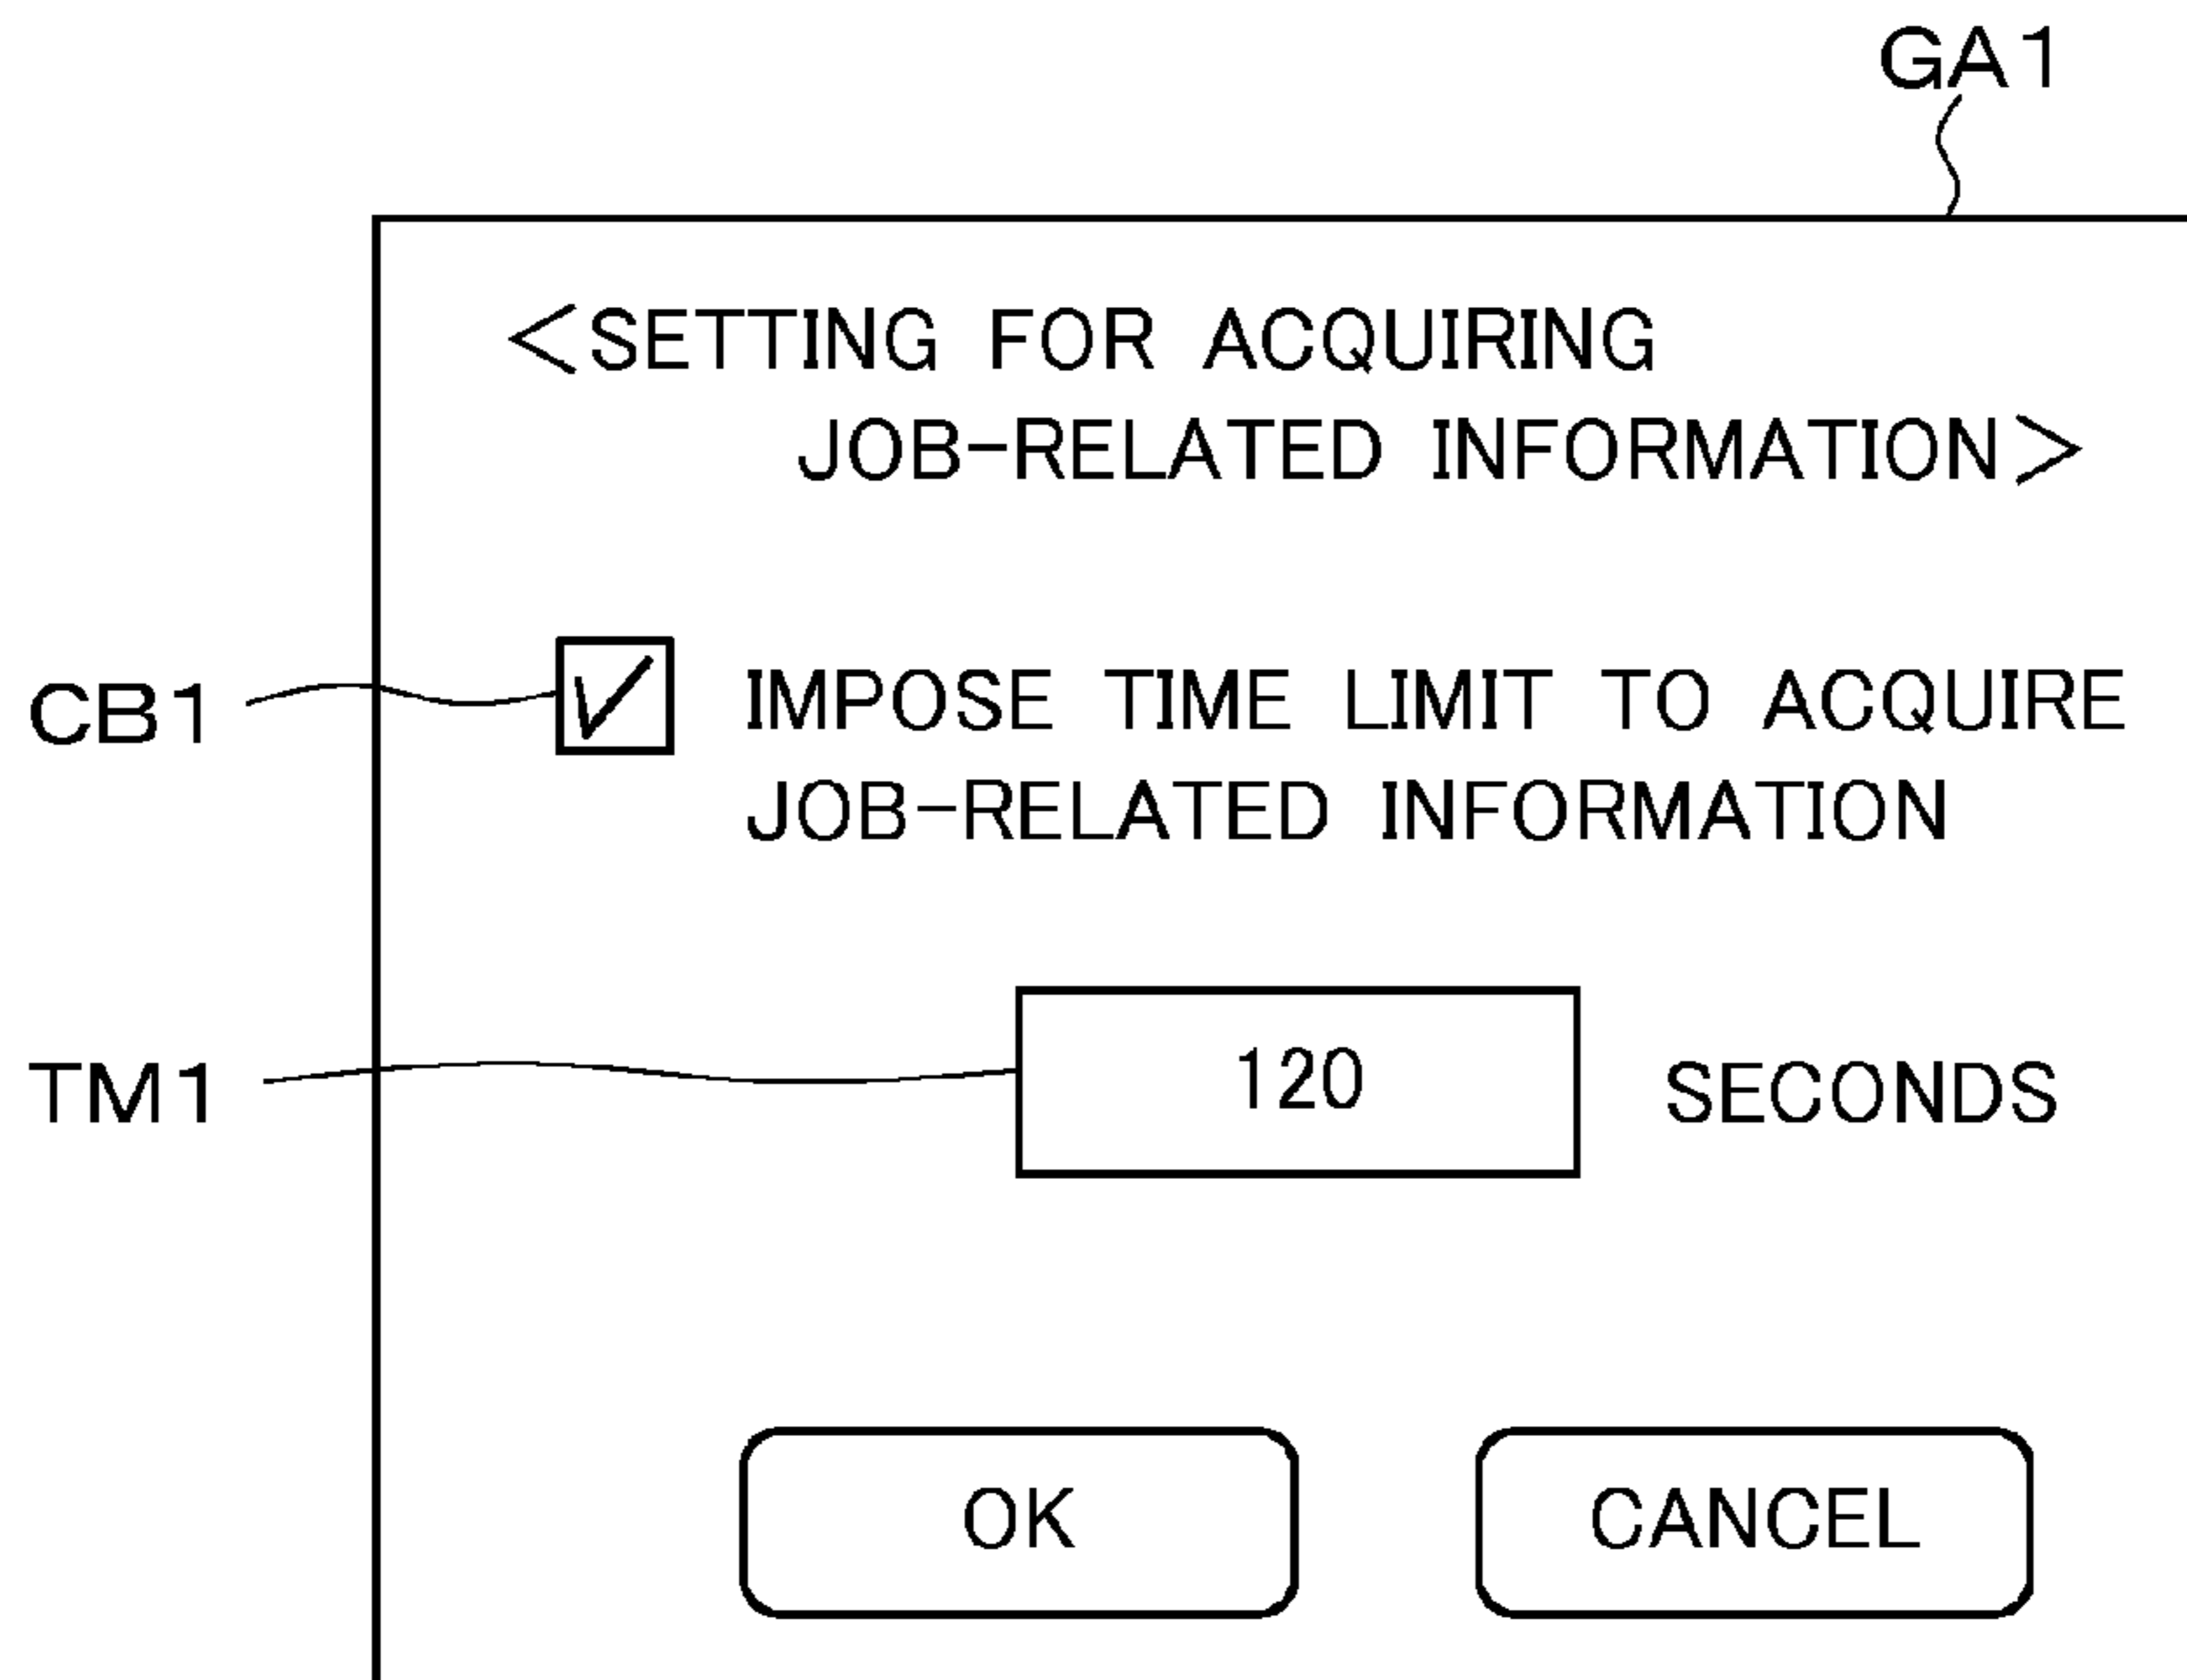 GA1
<SETTING FOR ACQUIRING
JOB-RELATED INFORMATION>
CB1
IMPOSE TIME LIMIT TO ACQUIRE
JOB-RELATED INFORMATION
TM1
120 SECONDS
OK CANCEL